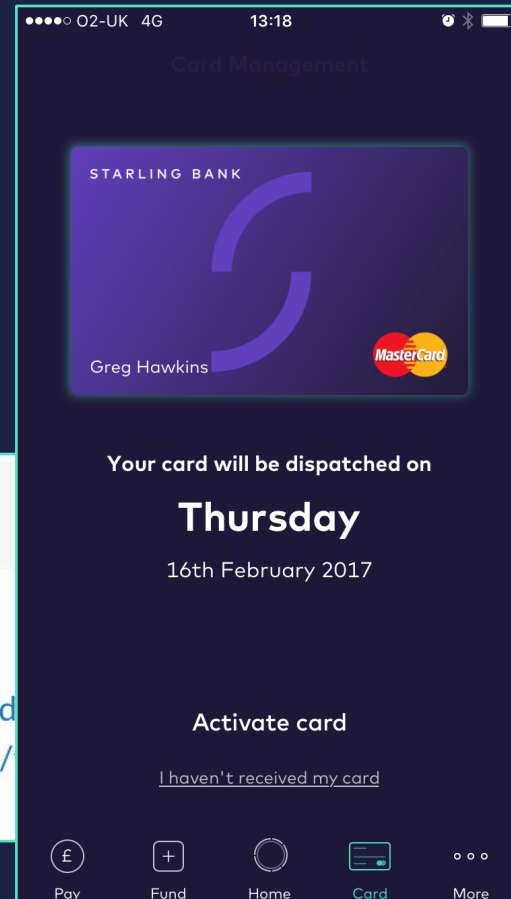 O2-UK 4G 13:18
Card Management
STARLING BANK
Greg Hawkins
MasterCard
Your card will be dispatched on
Thursday
16th February 2017
d
/
Activate card
I haven't received my card
£
Pay Fund Home Card More